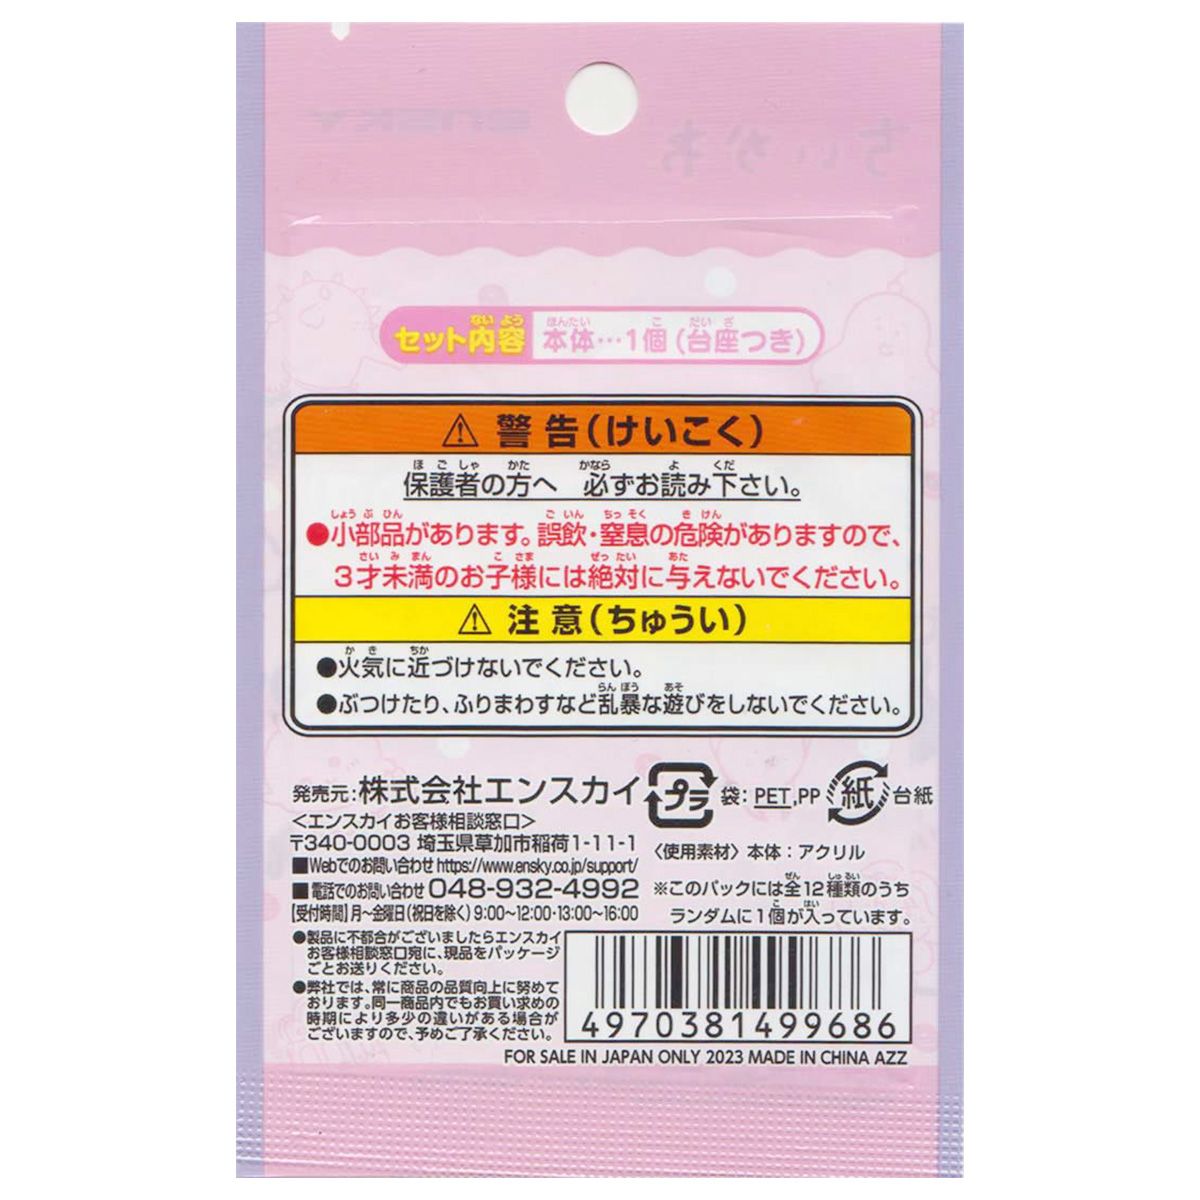 ちいかわ
ENSKY
セット内容 本体…1個(台座つき)
⚠警告(けいこく)
保護者の方へ 必ずお読み下さい。
●小部品があります。誤飲・窒息の危険がありますので、
3才未満のお子様には絶対に与えないでください。
⚠注意(ちゅうい)
●火気に近づけないでください。
●ぶつけたり、ふりまわすなど乱暴な遊びをしないでください。
発売元:株式会社エンスカイ
<エンスカイお客様相談窓口>
〒340-0003 埼玉県草加市稲荷1-11-1
■Webでのお問い合わせ https://www.ensky.co.jp/support/
■電話でのお問い合わせ 048-932-4992
【受付時間】月〜金曜日(祝日を除く)9:00〜12:00・13:00〜16:00
●製品に不都合がございましたらエンスカイ
お客様相談窓口宛に、現品をパッケージ
ごとお送りください。
●弊社では、常に商品の品質向上に努めて
おります。同一商品内でもお買い求めの
時期により多少の違いがある場合が
ございますので、予めご了承ください。
プラ 袋:PET,PP 紙 台紙
〈使用素材〉本体:アクリル
※このパックには全12種類のうち
ランダムに1個が入っています。
4970381499686
FOR SALE IN JAPAN ONLY 2023 MADE IN CHINA AZZ